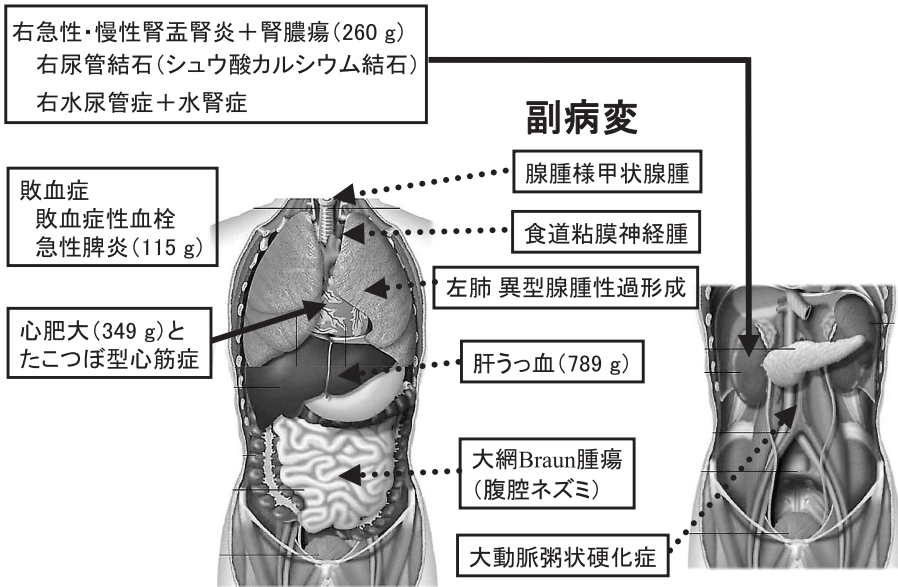 右急性・慢性腎盂腎炎＋腎膿瘍（260 g）
右尿管結石（シュウ酸カルシウム結石）
右水尿管症＋水腎症
副病変
敗血症
敗血症性血栓
急性脾炎（115 g）
心肥大（349 g）と
たこつぼ型心筋症
腺腫様甲状腺腫
食道粘膜神経腫
左肺 異型腺腫性過形成
肝うっ血（789 g）
大網Braun腫瘍
（腹腔ネズミ）
大動脈粥状硬化症